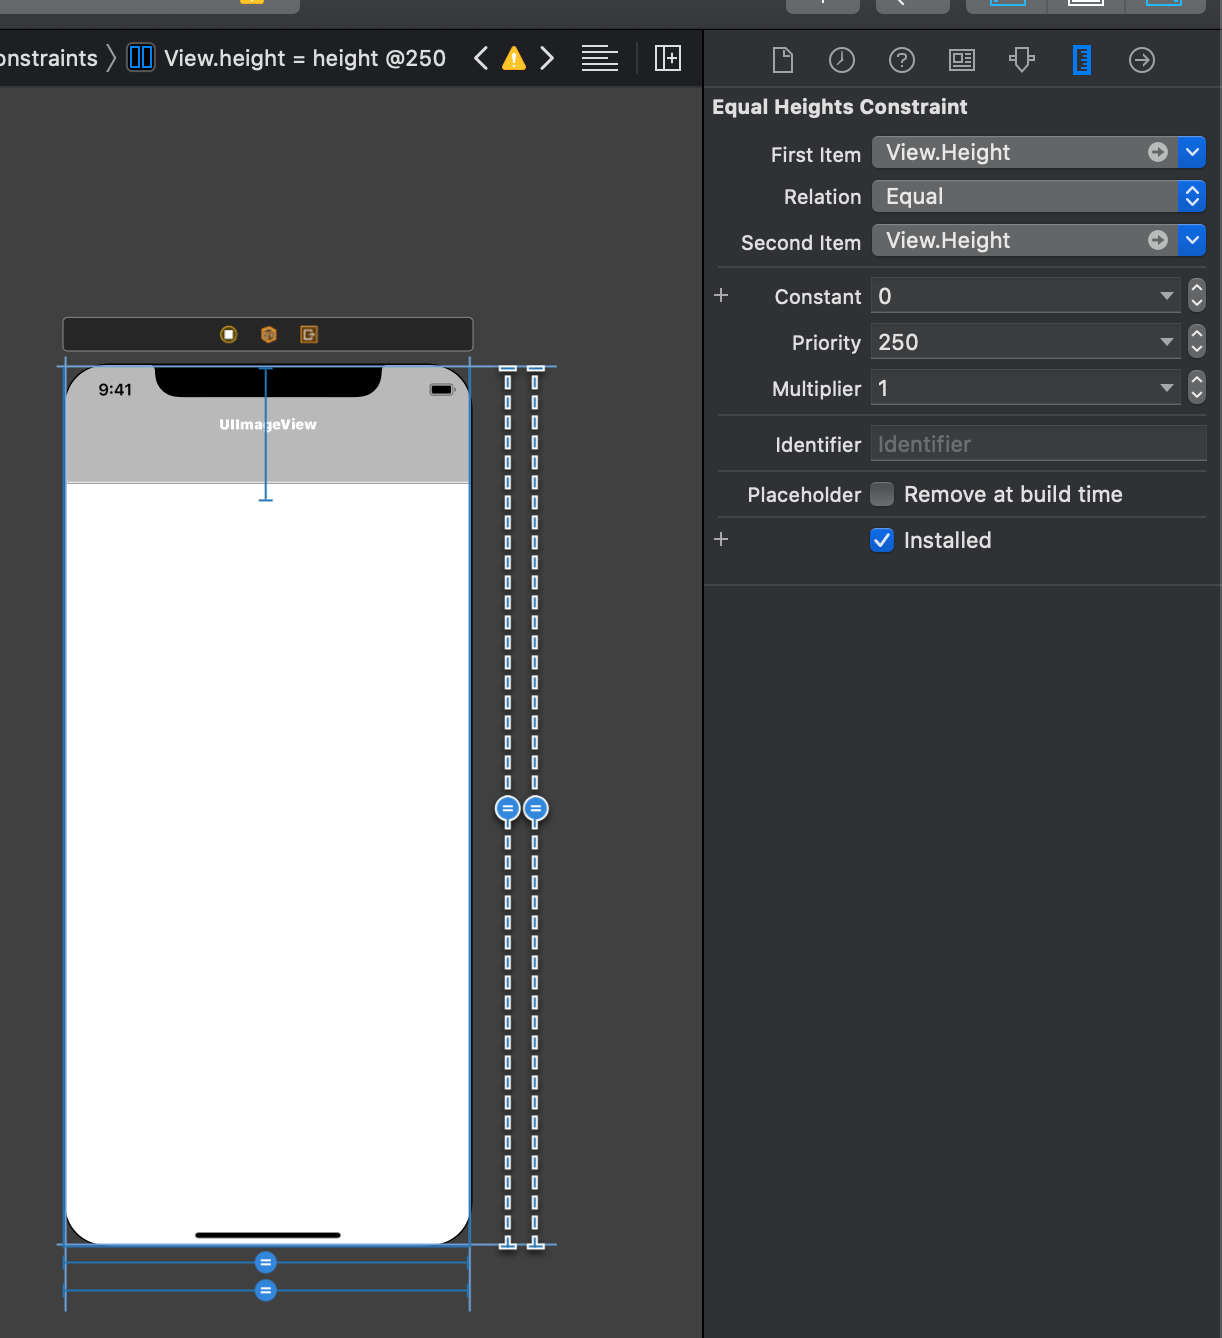 onstraints
View.height = height @250
Equal Heights Constraint
First Item View.Height
Relation Equal
Second Item View.Height
Constant 0
Priority 250
Multiplier 1
Identifier Identifier
Placeholder Remove at build time
Installed
9:41
UIImageView